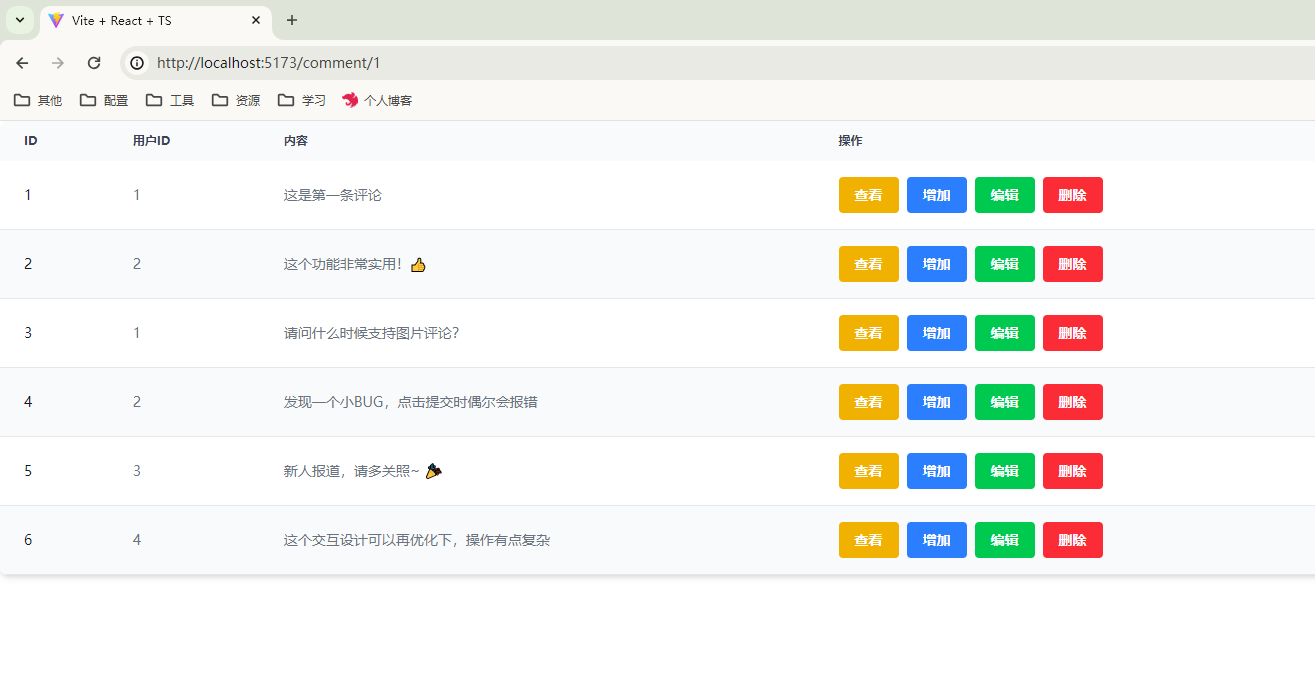 Vite + React + TS
http://localhost:5173/comment/1
其他 配置 工具 资源 学习 个人博客
ID 用户ID 内容 操作
1 1 这是第一条评论 查看 增加 编辑 删除
2 2 这个功能非常实用！👍 查看 增加 编辑 删除
3 1 请问什么时候支持图片评论？ 查看 增加 编辑 删除
4 2 发现一个小BUG，点击提交时偶尔会报错 查看 增加 编辑 删除
5 3 新人报道，请多关照~ 🎉 查看 增加 编辑 删除
6 4 这个交互设计可以再优化下，操作有点复杂 查看 增加 编辑 删除